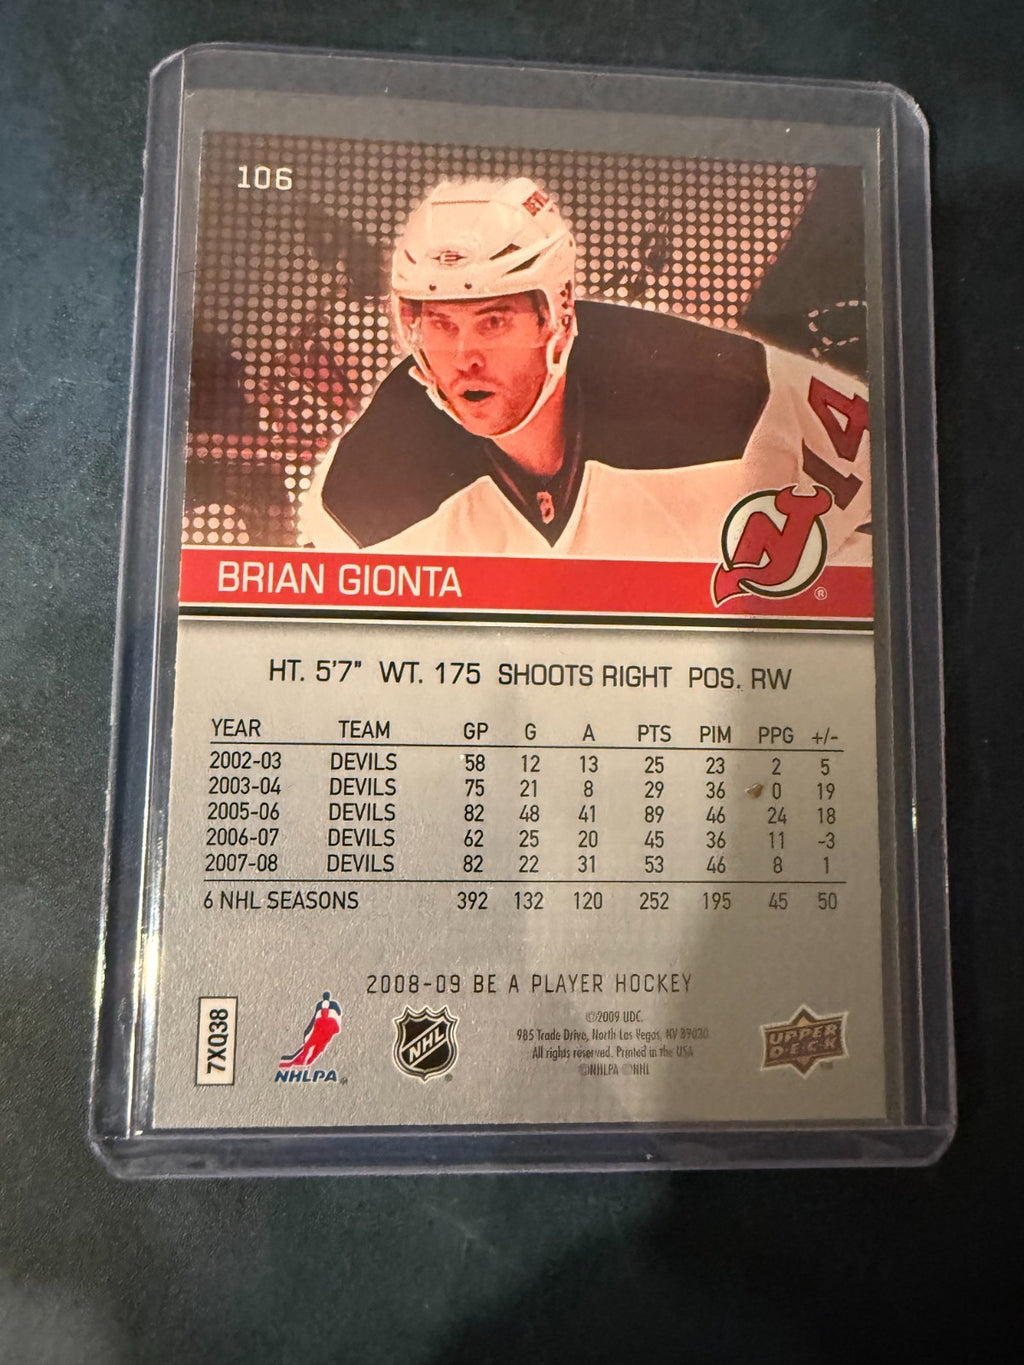 106
14
BRIAN GIONTA
®
HT. 5'7" WT. 175 SHOOTS RIGHT POS. RW
YEAR TEAM GP G A PTS PIM PPG +/-
2002-03 DEVILS 58 12 13 25 23 2 5
2003-04 DEVILS 75 21 8 29 36 0 19
2005-06 DEVILS 82 48 41 89 46 24 18
2006-07 DEVILS 62 25 20 45 36 11 -3
2007-08 DEVILS 82 22 31 53 46 8 1
6 NHL SEASONS 392 132 120 252 195 45 50
2008-09 BE A PLAYER HOCKEY
7XQ38
NHLPA
NHL
©2009 UDC.
985 Trade Drive, North Las Vegas, NV 89030.
All rights reserved. Printed in the USA
©NHLPA ©NHL
UPPER
DECK